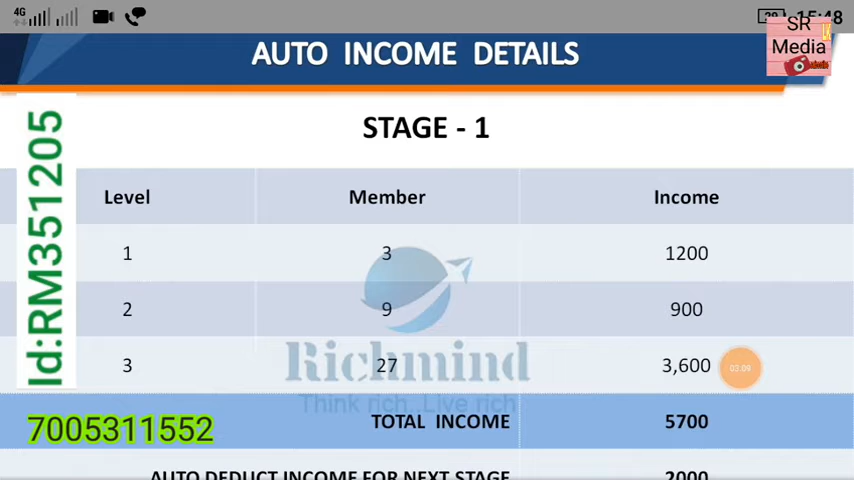 4G
15:48
SR
Media
AUTO INCOME DETAILS
STAGE - 1
Level Member Income
1 3 1200
2 9 900
3 27 3,600
TOTAL INCOME 5700
AUTO DEDUCT INCOME FOR NEXT STAGE 2000
Id:RM351205
7005311552
Richmind
Think rich..Live rich